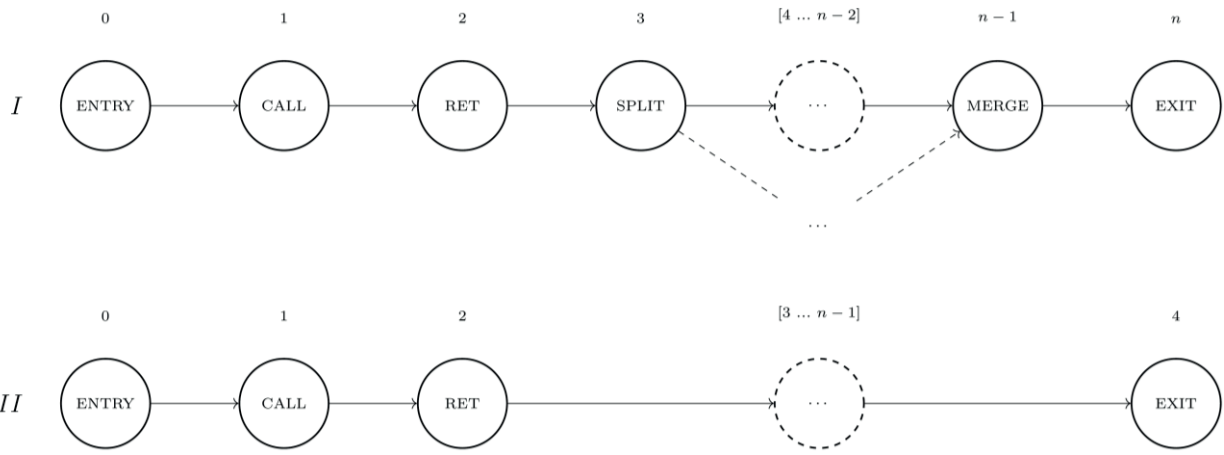 0 1 2 3 [4 ... n − 2] n − 1 n
I ENTRY CALL RET SPLIT ... MERGE EXIT
...
0 1 2 [3 ... n − 1] 4
II ENTRY CALL RET ... EXIT